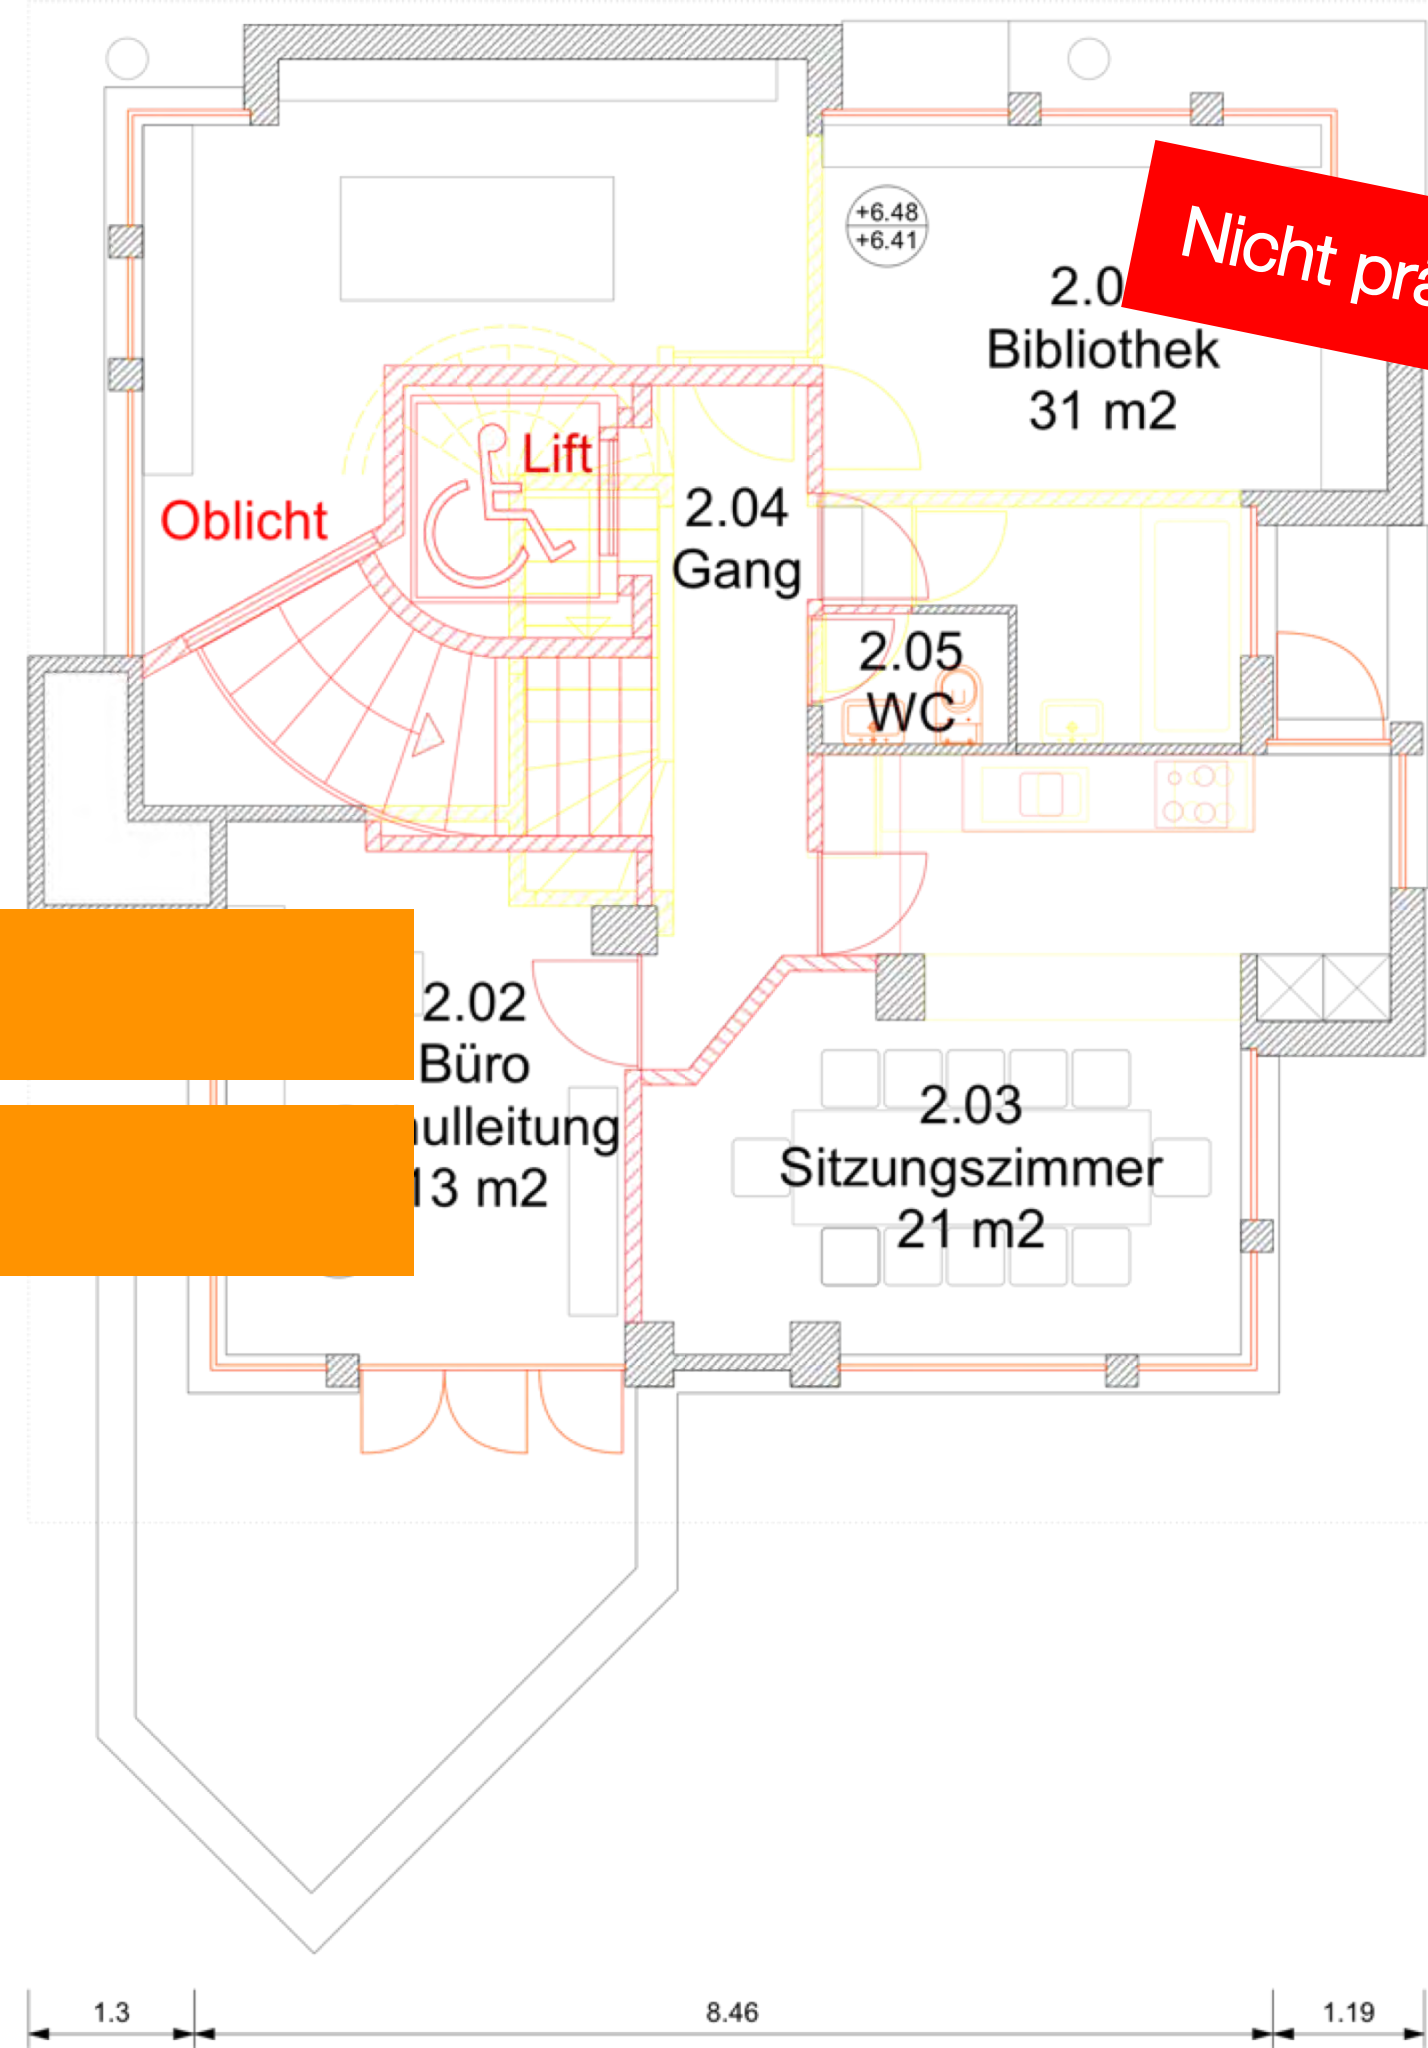 +6.48
+6.41
Nicht
2.0
Bibliothek
31 m2
Lift
Oblicht
2.04
Gang
2.05
WC
2.02
Büro
ulleitung
13 m2
2.03
Sitzungszimmer
21 m2
1.3
8.46
1.19